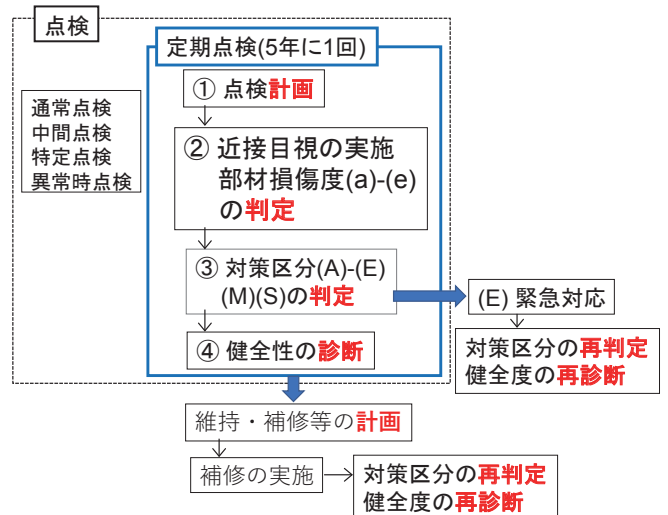 点検
定期点検(5年に1回)
通常点検
中間点検
特定点検
異常時点検
① 点検計画
② 近接目視の実施
部材損傷度(a)-(e)
の判定
③ 対策区分(A)-(E)
(M)(S)の判定
④ 健全性の診断
(E) 緊急対応
対策区分の再判定
健全度の再診断
維持・補修等の計画
補修の実施
対策区分の再判定
健全度の再診断